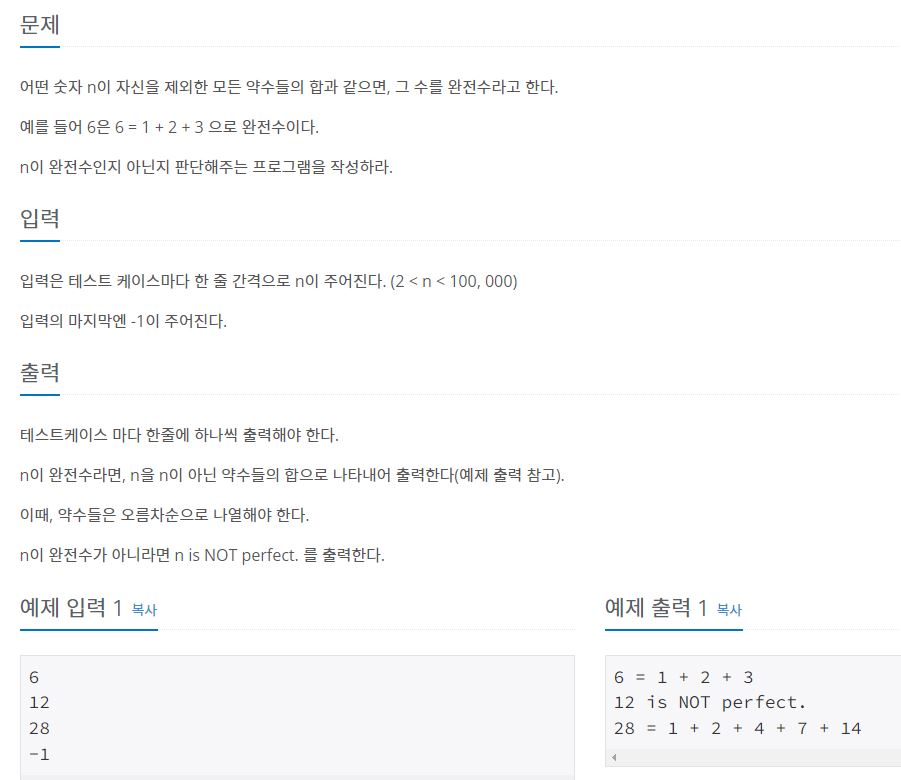 문제
어떤 숫자 n이 자신을 제외한 모든 약수들의 합과 같으면, 그 수를 완전수라고 한다.
예를 들어 6은 6 = 1 + 2 + 3 으로 완전수이다.
n이 완전수인지 아닌지 판단해주는 프로그램을 작성하라.
입력
입력은 테스트 케이스마다 한 줄 간격으로 n이 주어진다. (2 < n < 100, 000)
입력의 마지막엔 -1이 주어진다.
출력
테스트케이스 마다 한줄에 하나씩 출력해야 한다.
n이 완전수라면, n을 n이 아닌 약수들의 합으로 나타내어 출력한다(예제 출력 참고).
이때, 약수들은 오름차순으로 나열해야 한다.
n이 완전수가 아니라면 n is NOT perfect. 를 출력한다.
예제 입력 1 복사
6
12
28
-1
예제 출력 1 복사
6 = 1 + 2 + 3
12 is NOT perfect.
28 = 1 + 2 + 4 + 7 + 14